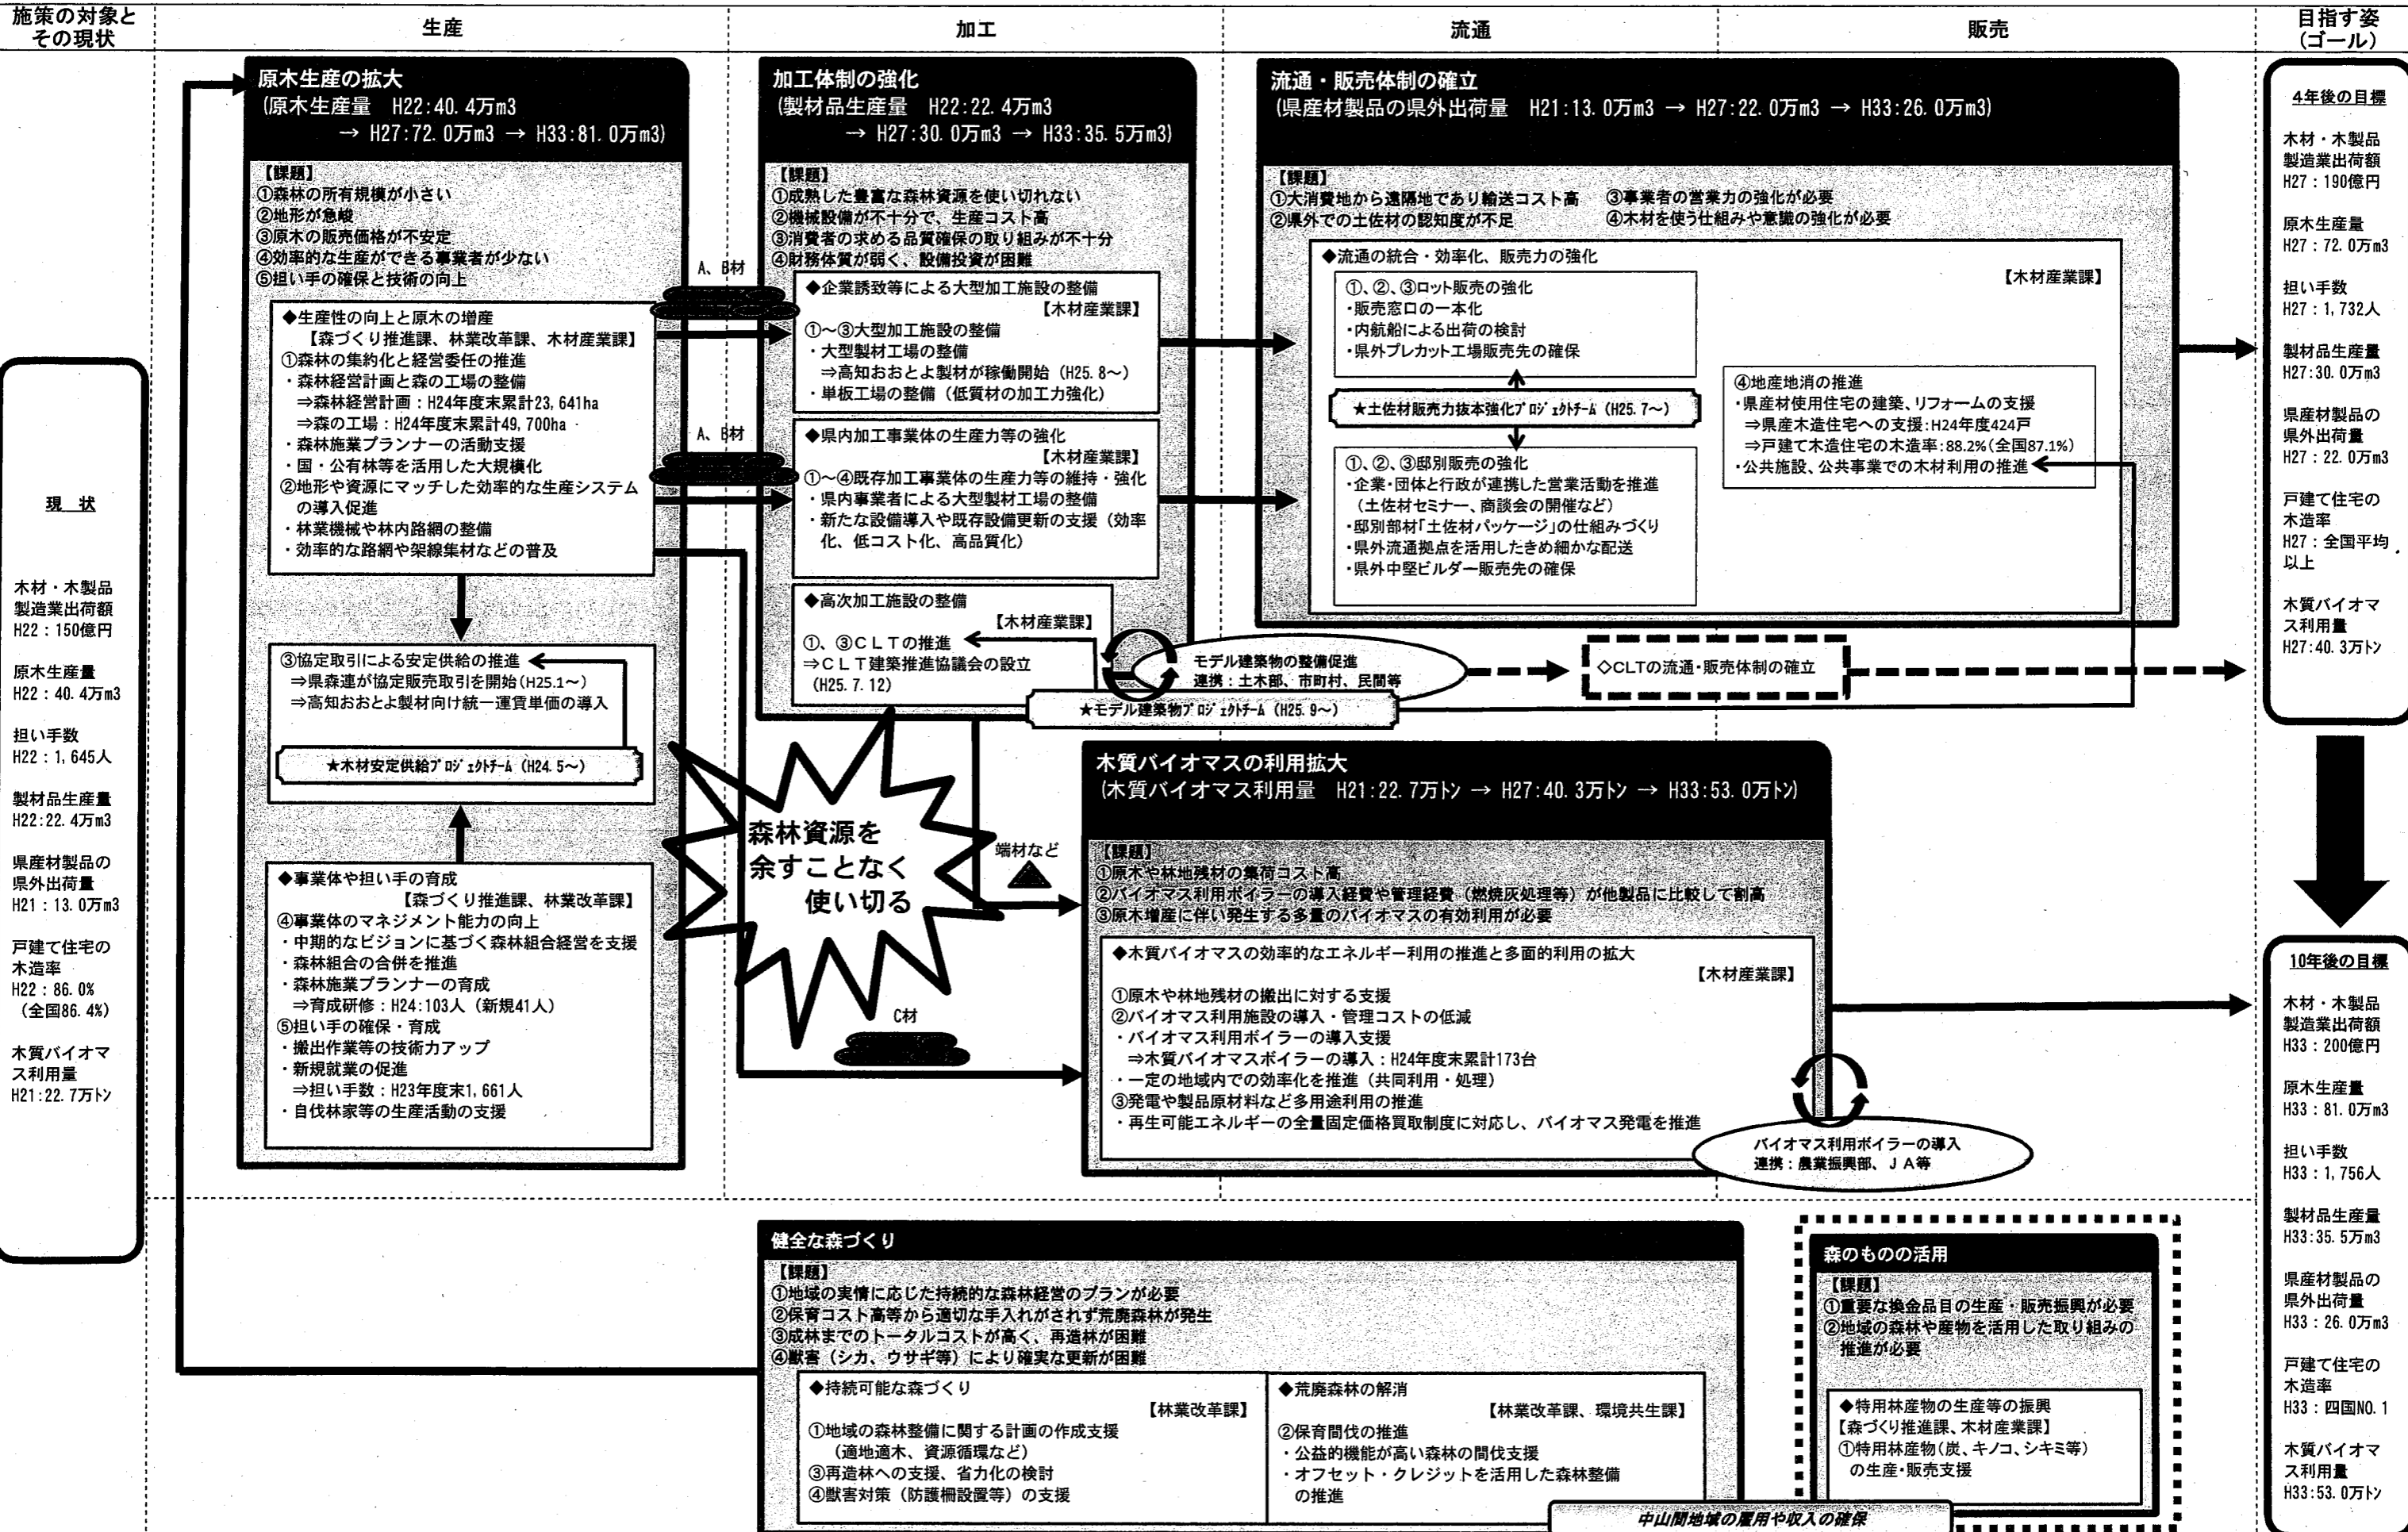 施策の対象と
その現状
生産
加工
流通
販売
目指す姿
(ゴール)
現 状
木材・木製品
製造業出荷額
H22：150億円
原木生産量
H22：40.4万m3
担い手数
H22：1,645人
製材品生産量
H22:22.4万m3
県産材製品の
県外出荷量
H21：13.0万m3
戸建て住宅の
木造率
H22：86.0%
(全国86.4%)
木質バイオマ
ス利用量
H21:22.7万トン
原木生産の拡大
(原木生産量 H22:40.4万m3
→ H27:72.0万m3 → H33:81.0万m3)
【課題】
①森林の所有規模が小さい
②地形が急峻
③原木の販売価格が不安定
④効率的な生産ができる事業者が少ない
⑤担い手の確保と技術の向上
◆生産性の向上と原木の増産
【森づくり推進課、林業改革課、木材産業課】
①森林の集約化と経営委任の推進
・森林経営計画と森の工場の整備
⇒森林経営計画：H24年度末累計23,641ha
⇒森の工場：H24年度末累計49,700ha
・森林施業プランナーの活動支援
・国・公有林等を活用した大規模化
②地形や資源にマッチした効率的な生産システム
の導入促進
・林業機械や林内路網の整備
・効率的な路網や架線集材などの普及
③協定取引による安定供給の推進
⇒県森連が協定販売取引を開始(H25.1～)
⇒高知おおとよ製材向け統一運賃単価の導入
★木材安定供給プロジェクトチーム (H24.5～)
◆事業体や担い手の育成
【森づくり推進課、林業改革課】
④事業体のマネジメント能力の向上
・中期的なビジョンに基づく森林組合経営を支援
・森林組合の合併を推進
・森林施業プランナーの育成
⇒育成研修：H24:103人 (新規41人)
⑤担い手の確保・育成
・搬出作業等の技術力アップ
・新規就業の促進
⇒担い手数：H23年度末1,661人
・自伐林家等の生産活動の支援
A、B材
A、B材
加工体制の強化
(製材品生産量 H22:22.4万m3
→ H27:30.0万m3 → H33:35.5万m3)
【課題】
①成熟した豊富な森林資源を使い切れない
②機械設備が不十分で、生産コスト高
③消費者の求める品質確保の取り組みが不十分
④財務体質が弱く、設備投資が困難
◆企業誘致等による大型加工施設の整備
【木材産業課】
①～③大型加工施設の整備
・大型製材工場の整備
⇒高知おおとよ製材が稼働開始 (H25.8～)
・単板工場の整備 (低質材の加工力強化)
◆県内加工事業体の生産力等の強化
【木材産業課】
①～④既存加工事業体の生産力等の維持・強化
・県内事業者による大型製材工場の整備
・新たな設備導入や既存設備更新の支援 (効率
化、低コスト化、高品質化)
◆高次加工施設の整備
【木材産業課】
①、③CLTの推進
⇒CLT建築推進協議会の設立
(H25.7.12)
モデル建築物の整備促進
連携：土木部、市町村、民間等
★モデル建築物プロジェクトチーム (H25.9～)
◇CLTの流通・販売体制の確立
流通・販売体制の確立
(県産材製品の県外出荷量 H21:13.0万m3 → H27:22.0万m3 → H33:26.0万m3)
【課題】
①大消費地から遠隔地であり輸送コスト高 ③事業者の営業力の強化が必要
②県外での土佐材の認知度が不足 ④木材を使う仕組みや意識の強化が必要
◆流通の統合・効率化、販売力の強化
【木材産業課】
①、②、③ロット販売の強化
・販売窓口の一本化
・内航船による出荷の検討
・県外プレカット工場販売先の確保
★土佐材販売力抜本強化プロジェクトチーム (H25.7～)
①、②、③邸別販売の強化
・企業・団体と行政が連携した営業活動を推進
(土佐材セミナー、商談会の開催など)
・邸別部材「土佐材パッケージ」の仕組みづくり
・県外流通拠点を活用したきめ細かな配送
・県外中堅ビルダー販売先の確保
④地産地消の推進
・県産材使用住宅の建築、リフォームの支援
⇒県産木造住宅への支援：H24年度424戸
⇒戸建て木造住宅の木造率：88.2%(全国87.1%)
・公共施設、公共事業での木材利用の推進
森林資源を
余すことなく
使い切る
端材など
C材
木質バイオマスの利用拡大
(木質バイオマス利用量 H21:22.7万トン → H27:40.3万トン → H33:53.0万トン)
【課題】
①原木や林地残材の集荷コスト高
②バイオマス利用ボイラーの導入経費や管理経費 (燃焼灰処理等) が他製品に比較して割高
③原木増産に伴い発生する多量のバイオマスの有効利用が必要
◆木質バイオマスの効率的なエネルギー利用の推進と多面的利用の拡大
【木材産業課】
①原木や林地残材の搬出に対する支援
②バイオマス利用施設の導入・管理コストの低減
・バイオマス利用ボイラーの導入支援
⇒木質バイオマスボイラーの導入：H24年度末累計173台
・一定の地域内での効率化を推進 (共同利用・処理)
③発電や製品原材料など多用途利用の推進
・再生可能エネルギーの全量固定価格買取制度に対応し、バイオマス発電を推進
バイオマス利用ボイラーの導入
連携：農業振興部、JA等
健全な森づくり
【課題】
①地域の実情に応じた持続的な森林経営のプランが必要
②保育コスト高等から適切な手入れがされず荒廃森林が発生
③成林までのトータルコストが高く、再造林が困難
④獣害 (シカ、ウサギ等) により確実な更新が困難
◆持続可能な森づくり
【林業改革課】
①地域の森林整備に関する計画の作成支援
(適地適木、資源循環など)
③再造林への支援、省力化の検討
④獣害対策 (防護柵設置等) の支援
◆荒廃森林の解消
【林業改革課、環境共生課】
②保育間伐の推進
・公益的機能が高い森林の間伐支援
・オフセット・クレジットを活用した森林整備
の推進
森のものの活用
【課題】
①重要な換金品目の生産・販売振興が必要
②地域の森林や産物を活用した取り組みの
推進が必要
◆特用林産物の生産等の振興
【森づくり推進課、木材産業課】
①特用林産物(炭、キノコ、シキミ等)
の生産・販売支援
中山間地域の雇用や収入の確保
4年後の目標
木材・木製品
製造業出荷額
H27：190億円
原木生産量
H27：72.0万m3
担い手数
H27：1,732人
製材品生産量
H27:30.0万m3
県産材製品の
県外出荷量
H27：22.0万m3
戸建て住宅の
木造率
H27：全国平均
以上
木質バイオマ
ス利用量
H27:40.3万トン
10年後の目標
木材・木製品
製造業出荷額
H33：200億円
原木生産量
H33：81.0万m3
担い手数
H33：1,756人
製材品生産量
H33:35.5万m3
県産材製品の
県外出荷量
H33：26.0万m3
戸建て住宅の
木造率
H33：四国NO.1
木質バイオマ
ス利用量
H33:53.0万トン